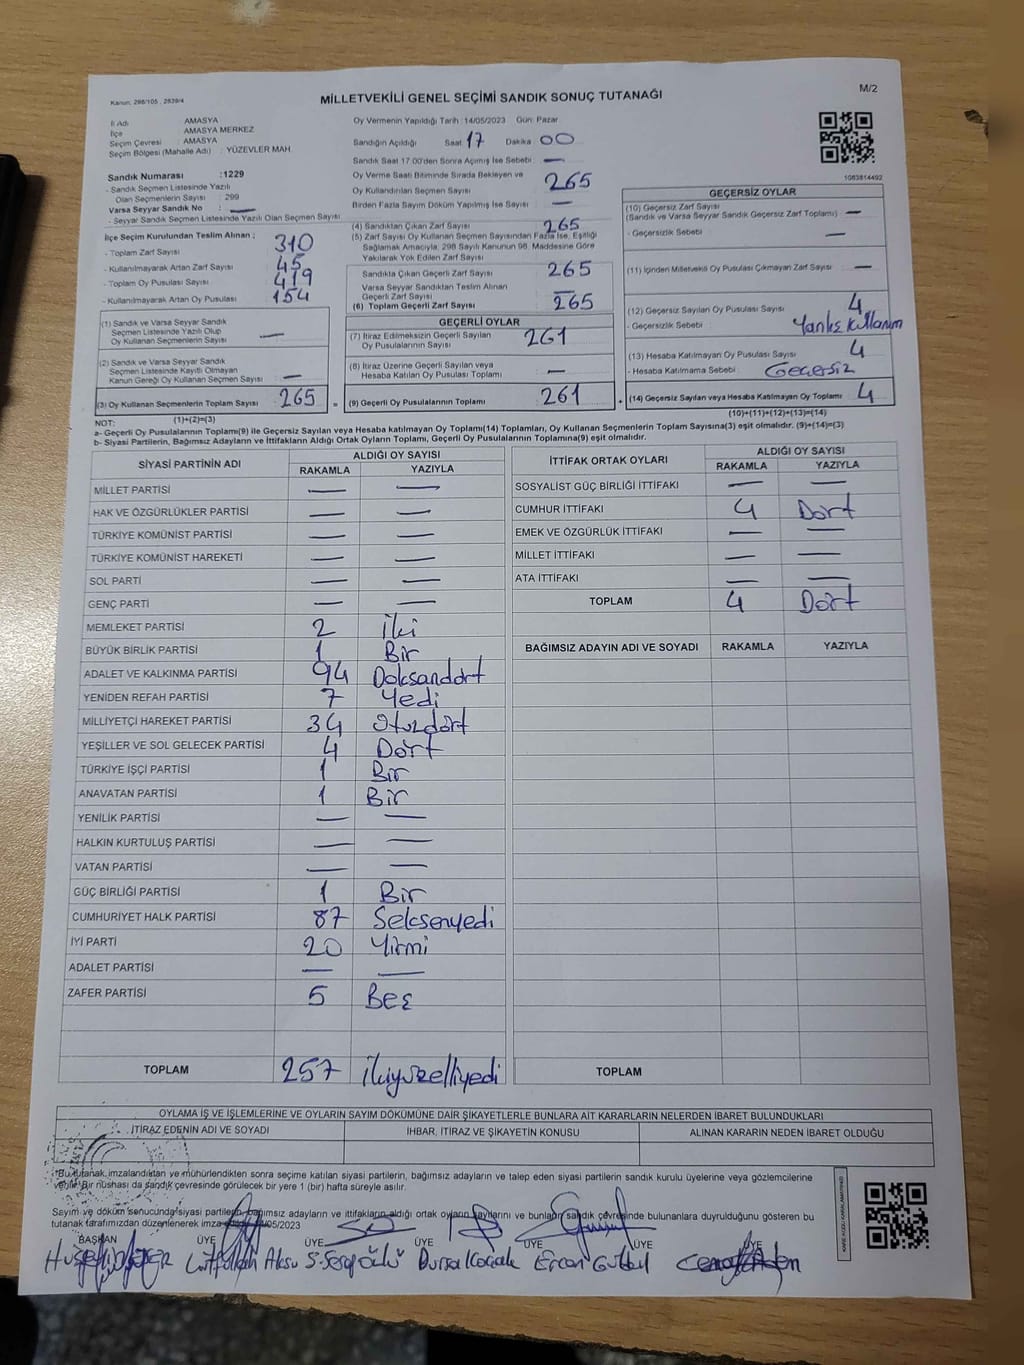 Kanun: 298/105 , 2839/4
MİLLETVEKİLİ GENEL SEÇİMİ SANDIK SONUÇ TUTANAĞI
M/2
İl Adı : AMASYA
İlçe : AMASYA MERKEZ
Seçim Çevresi : AMASYA
Seçim Bölgesi (Mahalle Adı) : YÜZEVLER MAH.
Sandık Numarası : 1229
- Sandık Seçmen Listesinde Yazılı
Olan Seçmenlerin Sayısı : 299
Varsa Seyyar Sandık No : —
- Seyyar Sandık Seçmen Listesinde Yazılı Olan Seçmen Sayısı
İlçe Seçim Kurulundan Teslim Alınan ;
- Toplam Zarf Sayısı 310
- Kullanılmayarak Artan Zarf Sayısı 45
- Toplam Oy Pusulası Sayısı 419
- Kullanılmayarak Artan Oy Pusulası 154
(1) Sandık ve Varsa Seyyar Sandık
Seçmen Listesinde Yazılı Olup
Oy Kullanan Seçmenlerin Sayısı —
(2) Sandık ve Varsa Seyyar Sandık
Seçmen Listesinde Kayıtlı Olmayan
Kanun Gereği Oy Kullanan Seçmen Sayısı —
(3) Oy Kullanan Seçmenlerin Toplam Sayısı 265
(1)+(2)=(3)
Oy Vermenin Yapıldığı Tarih : 14/05/2023 Gün: Pazar
Sandığın Açıldığı Saat 17 Dakika 00
Sandık Saat 17:00'den Sonra Açılmış İse Sebebi : —
Oy Verme Saati Bitiminde Sırada Bekleyen ve
Oy Kullandırılan Seçmen Sayısı 265
Birden Fazla Sayım Döküm Yapılmış İse Sayısı : —
(4) Sandıktan Çıkan Zarf Sayısı 265
(5) Zarf Sayısı Oy Kullanan Seçmen Sayısından Fazla İse, Eşitliği
Sağlamak Amacıyla, 298 Sayılı Kanunun 98. Maddesine Göre
Yakılarak Yok Edilen Zarf Sayısı
Sandıkta Çıkan Geçerli Zarf Sayısı 265
Varsa Seyyar Sandıktan Teslim Alınan
Geçerli Zarf Sayısı —
(6) Toplam Geçerli Zarf Sayısı 265
GEÇERLİ OYLAR
(7) İtiraz Edilmeksizin Geçerli Sayılan
Oy Pusulalarının Sayısı 261
(8) İtiraz Üzerine Geçerli Sayılan veya
Hesaba Katılan Oy Pusulası Toplamı —
= (9) Geçerli Oy Pusulalarının Toplamı 261
1083814492
GEÇERSİZ OYLAR
(10) Geçersiz Zarf Sayısı
(Sandık ve Varsa Seyyar Sandık Geçersiz Zarf Toplamı) —
- Geçersizlik Sebebi —
(11) İçinden Milletvekili Oy Pusulası Çıkmayan Zarf Sayısı —
(12) Geçersiz Sayılan Oy Pusulası Sayısı 4
Geçersizlik Sebebi Yanlış kullanım
(13) Hesaba Katılmayan Oy Pusulası Sayısı 4
- Hesaba Katılmama Sebebi Geçersiz
+ (14) Geçersiz Sayılan veya Hesaba Katılmayan Oy Toplamı 4
(10)+(11)+(12)+(13)=(14)
NOT:
a- Geçerli Oy Pusulalarının Toplamı(9) ile Geçersiz Sayılan veya Hesaba katılmayan Oy Toplamı(14) Toplamları, Oy Kullanan Seçmenlerin Toplam Sayısına(3) eşit olmalıdır. (9)+(14)=(3)
b- Siyasi Partilerin, Bağımsız Adayların ve İttifakların Aldığı Ortak Oyların Toplamı, Geçerli Oy Pusulalarının Toplamına(9) eşit olmalıdır.
SİYASİ PARTİNİN ADI ALDIĞI OY SAYISI
RAKAMLA YAZIYLA
MİLLET PARTİSİ — —
HAK VE ÖZGÜRLÜKLER PARTİSİ — —
TÜRKİYE KOMÜNİST PARTİSİ — —
TÜRKİYE KOMÜNİST HAREKETİ — —
SOL PARTİ — —
GENÇ PARTİ — —
MEMLEKET PARTİSİ 2 İki
BÜYÜK BİRLİK PARTİSİ 1 Bir
ADALET VE KALKINMA PARTİSİ 94 Doksandört
YENİDEN REFAH PARTİSİ 7 Yedi
MİLLİYETÇİ HAREKET PARTİSİ 34 Otuzdört
YEŞİLLER VE SOL GELECEK PARTİSİ 4 Dört
TÜRKİYE İŞÇİ PARTİSİ 1 Bir
ANAVATAN PARTİSİ 1 Bir
YENİLİK PARTİSİ — —
HALKIN KURTULUŞ PARTİSİ — —
VATAN PARTİSİ — —
GÜÇ BİRLİĞİ PARTİSİ 1 Bir
CUMHURİYET HALK PARTİSİ 87 Seksenyedi
İYİ PARTİ 20 Yirmi
ADALET PARTİSİ — —
ZAFER PARTİSİ 5 Beş
TOPLAM 257 ikiyüzelliyedi
İTTİFAK ORTAK OYLARI ALDIĞI OY SAYISI
RAKAMLA YAZIYLA
SOSYALİST GÜÇ BİRLİĞİ İTTİFAKI — —
CUMHUR İTTİFAKI 4 Dört
EMEK VE ÖZGÜRLÜK İTTİFAKI — —
MİLLET İTTİFAKI — —
ATA İTTİFAKI — —
TOPLAM 4 Dört
BAĞIMSIZ ADAYIN ADI VE SOYADI RAKAMLA YAZIYLA
TOPLAM
OYLAMA İŞ VE İŞLEMLERİNE VE OYLARIN SAYIM DÖKÜMÜNE DAİR ŞİKAYETLERLE BUNLARA AİT KARARLARIN NELERDEN İBARET BULUNDUKLARI
İTİRAZ EDENİN ADI VE SOYADI İHBAR, İTİRAZ VE ŞİKAYETİN KONUSU ALINAN KARARIN NEDEN İBARET OLDUĞU
*Bu tutanak imzalandıktan ve mühürlendikten sonra seçime katılan siyasi partilerin, bağımsız adayların ve talep eden siyasi partilerin sandık kurulu üyelerine veya gözlemcilerine
verilir. Bir nüshası da sandık çevresinde görülecek bir yere 1 (bir) hafta süreyle asılır.
Sayım ve döküm sonucunda siyasi partilerin, bağımsız adayların ve ittifakların aldığı ortak oyların sayılarını ve bunların sandık çevresinde bulunanlara duyrulduğunu gösteren bu
tutanak tarafımızdan düzenlenerek imza /05/2023
BAŞKAN ÜYE ÜYE ÜYE ÜYE ÜYE
Lütfullah Aksu Ercan Gülbul